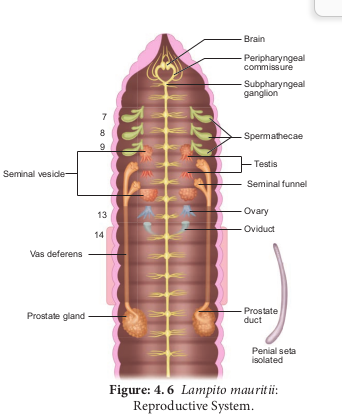 Brain
Peripharyngeal
commissure
Subpharyngeal
ganglion
7
8
9
Spermathecae
Testis
Seminal veside
Seminal funnel
13
Ovary
14
Oviduct
Vas deferens
Prostate gland
Prostate
duct
Penial seta
isolated
Figure: 4. 6 Lampito mauritii:
Reproductive System.